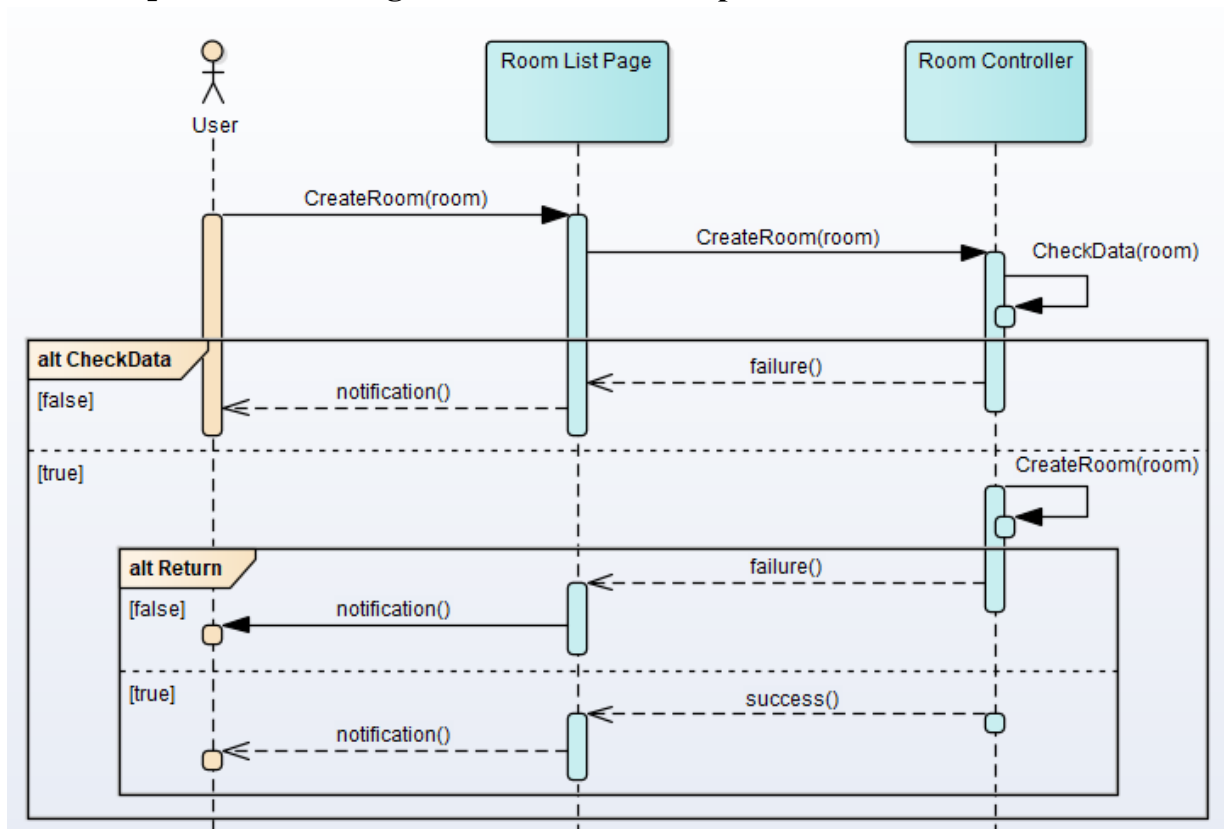 User
Room List Page
Room Controller
CreateRoom(room)
CreateRoom(room)
CheckData(room)
alt CheckData
[false]
failure()
notification()
[true]
CreateRoom(room)
alt Return
[false]
failure()
notification()
[true]
success()
notification()